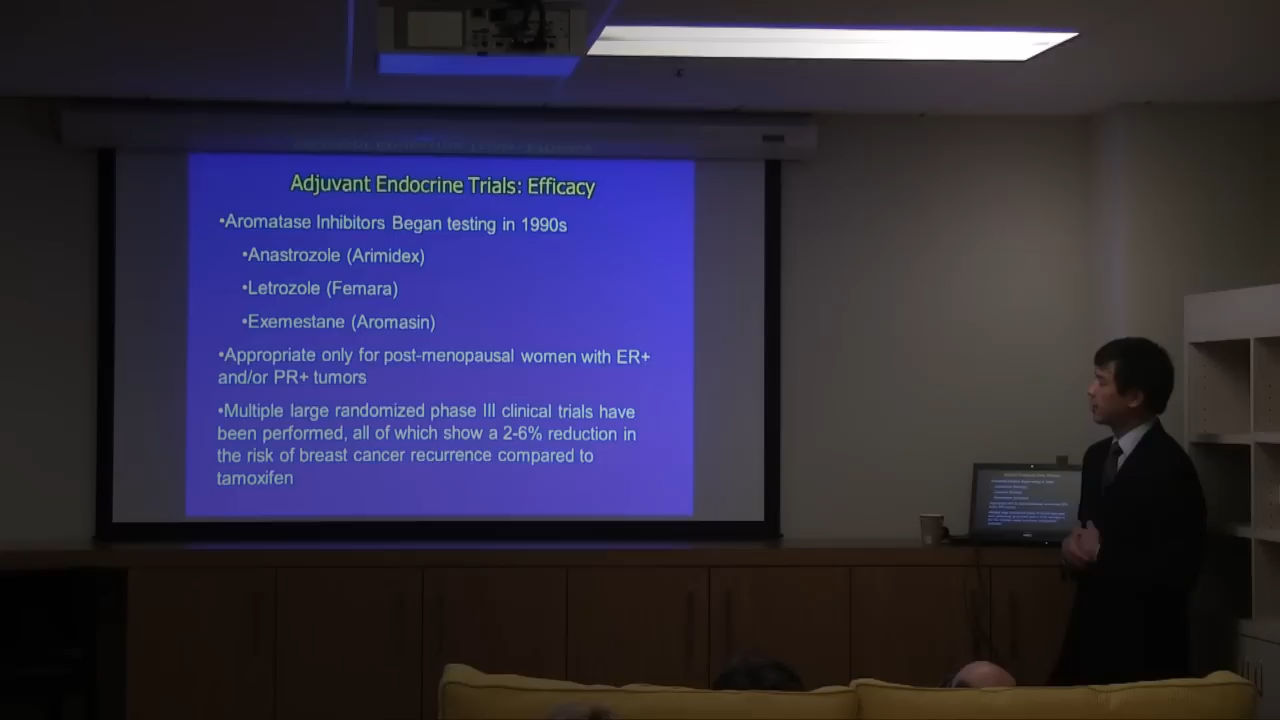 Adjuvant Endocrine Trials: Efficacy
•Aromatase Inhibitors Began testing in 1990s
•Anastrozole (Arimidex)
•Letrozole (Femara)
•Exemestane (Aromasin)
•Appropriate only for post-menopausal women with ER+
and/or PR+ tumors
•Multiple large randomized phase III clinical trials have
been performed, all of which show a 2-6% reduction in
the risk of breast cancer recurrence compared to
tamoxifen